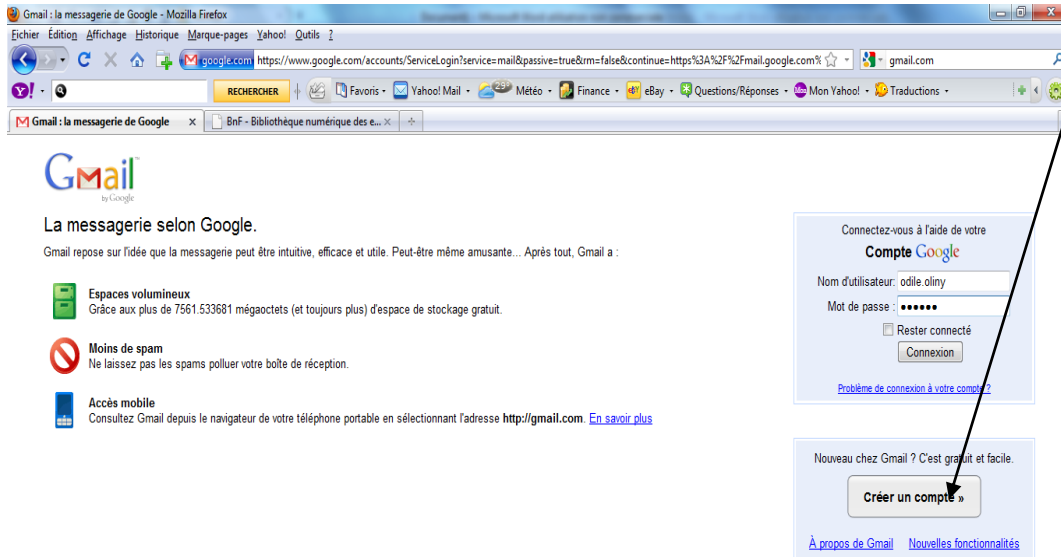 Gmail : la messagerie de Google - Mozilla Firefox
Fichier Édition Affichage Historique Marque-pages Yahoo! Outils ?
google.com https://www.google.com/accounts/ServiceLogin?service=mail&passive=true&rm=false&continue=https%3A%2F%2Fmail.google.com% gmail.com
Y! RECHERCHER Favoris Yahoo! Mail Météo Finance eBay Questions/Réponses Mon Yahoo! Traductions
Gmail : la messagerie de Google x BnF - Bibliothèque numérique des e... x
Gmail
by Google
La messagerie selon Google.
Gmail repose sur l'idée que la messagerie peut être intuitive, efficace et utile. Peut-être même amusante... Après tout, Gmail a :
Espaces volumineux
Grâce aux plus de 7561.533681 mégaoctets (et toujours plus) d'espace de stockage gratuit.
Moins de spam
Ne laissez pas les spams polluer votre boîte de réception.
Accès mobile
Consultez Gmail depuis le navigateur de votre téléphone portable en sélectionnant l'adresse http://gmail.com. En savoir plus
Connectez-vous à l'aide de votre
Compte Google
Nom d'utilisateur: odile.oliny
Mot de passe : ••••••
Rester connecté
Connexion
Problème de connexion à votre compte ?
Nouveau chez Gmail ? C'est gratuit et facile.
Créer un compte »
À propos de Gmail Nouvelles fonctionnalités